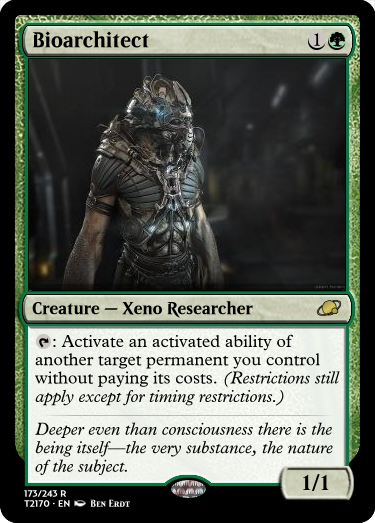 Bioarchitect
1
Creature — Xeno Researcher
: Activate an activated ability of
another target permanent you control
without paying its costs. (Restrictions still
apply except for timing restrictions.)
Deeper even than consciousness there is the
being itself—the very substance, the nature
of the subject.
1/1
173/243 R
T2170 • EN Ben Erdt